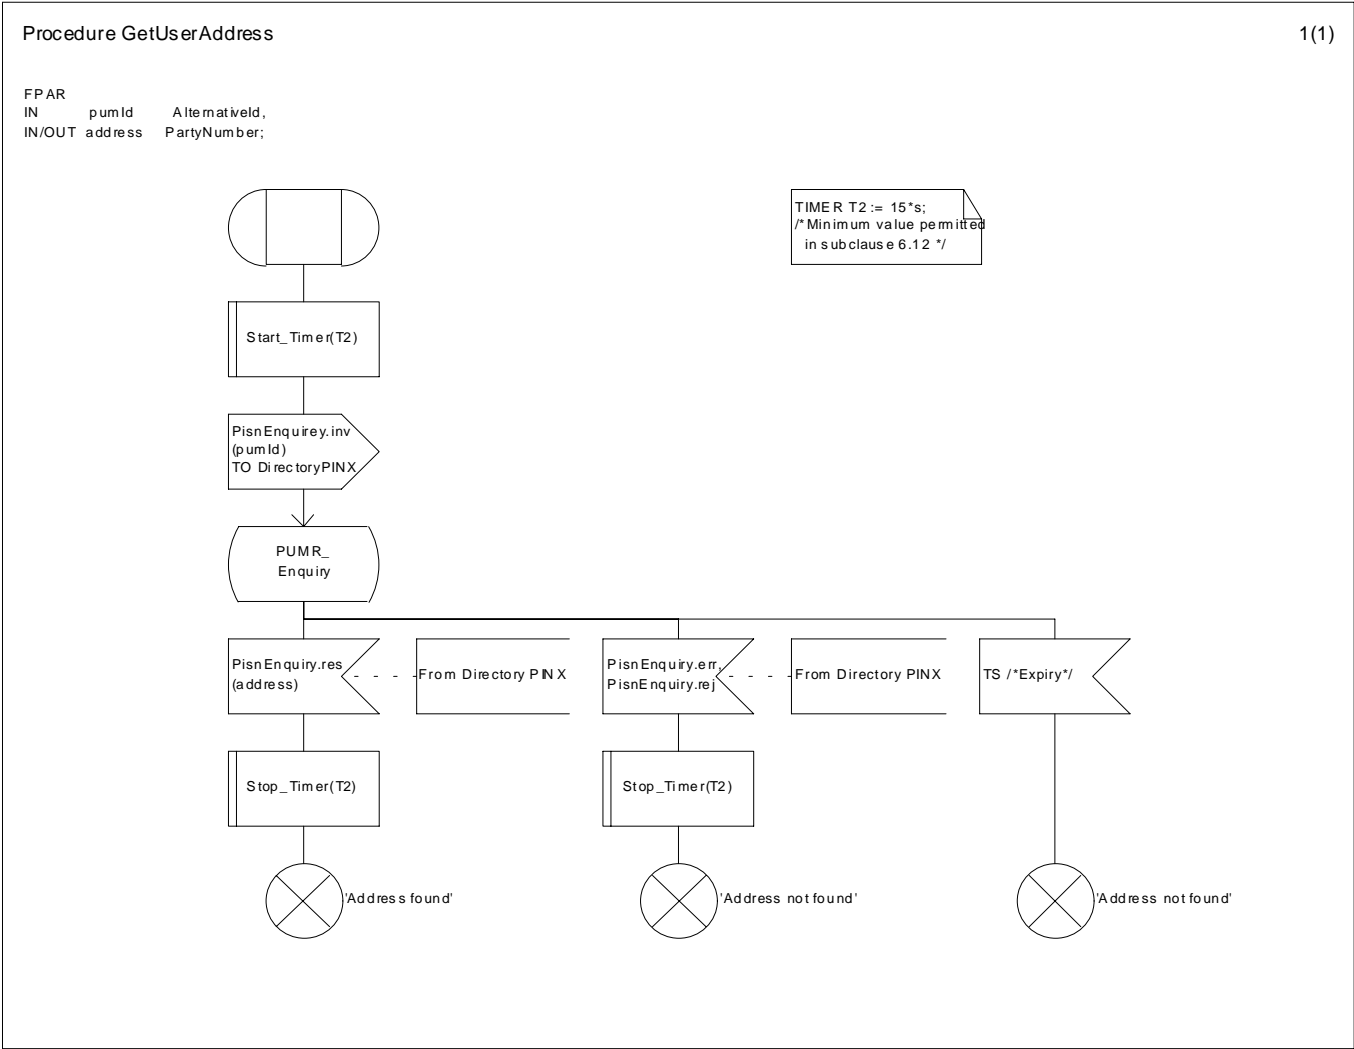 Procedure GetUserAddress
1(1)
FPAR
IN pumId AlternativeId,
IN/OUT address PartyNumber;
TIMER T2 := 15*s;
/*Minimum value permitted
in subclause 6.12 */
Start_Timer(T2)
PisnEnquirey.inv
(pumId)
TO DirectoryPINX
PUMR_
Enquiry
PisnEnquiry.res
(address)
From Directory PINX
PisnEnquiry.err,
PisnEnquiry.rej
From Directory PINX
TS /*Expiry*/
Stop_Timer(T2)
Stop_Timer(T2)
'Address found'
'Address not found'
'Address not found'